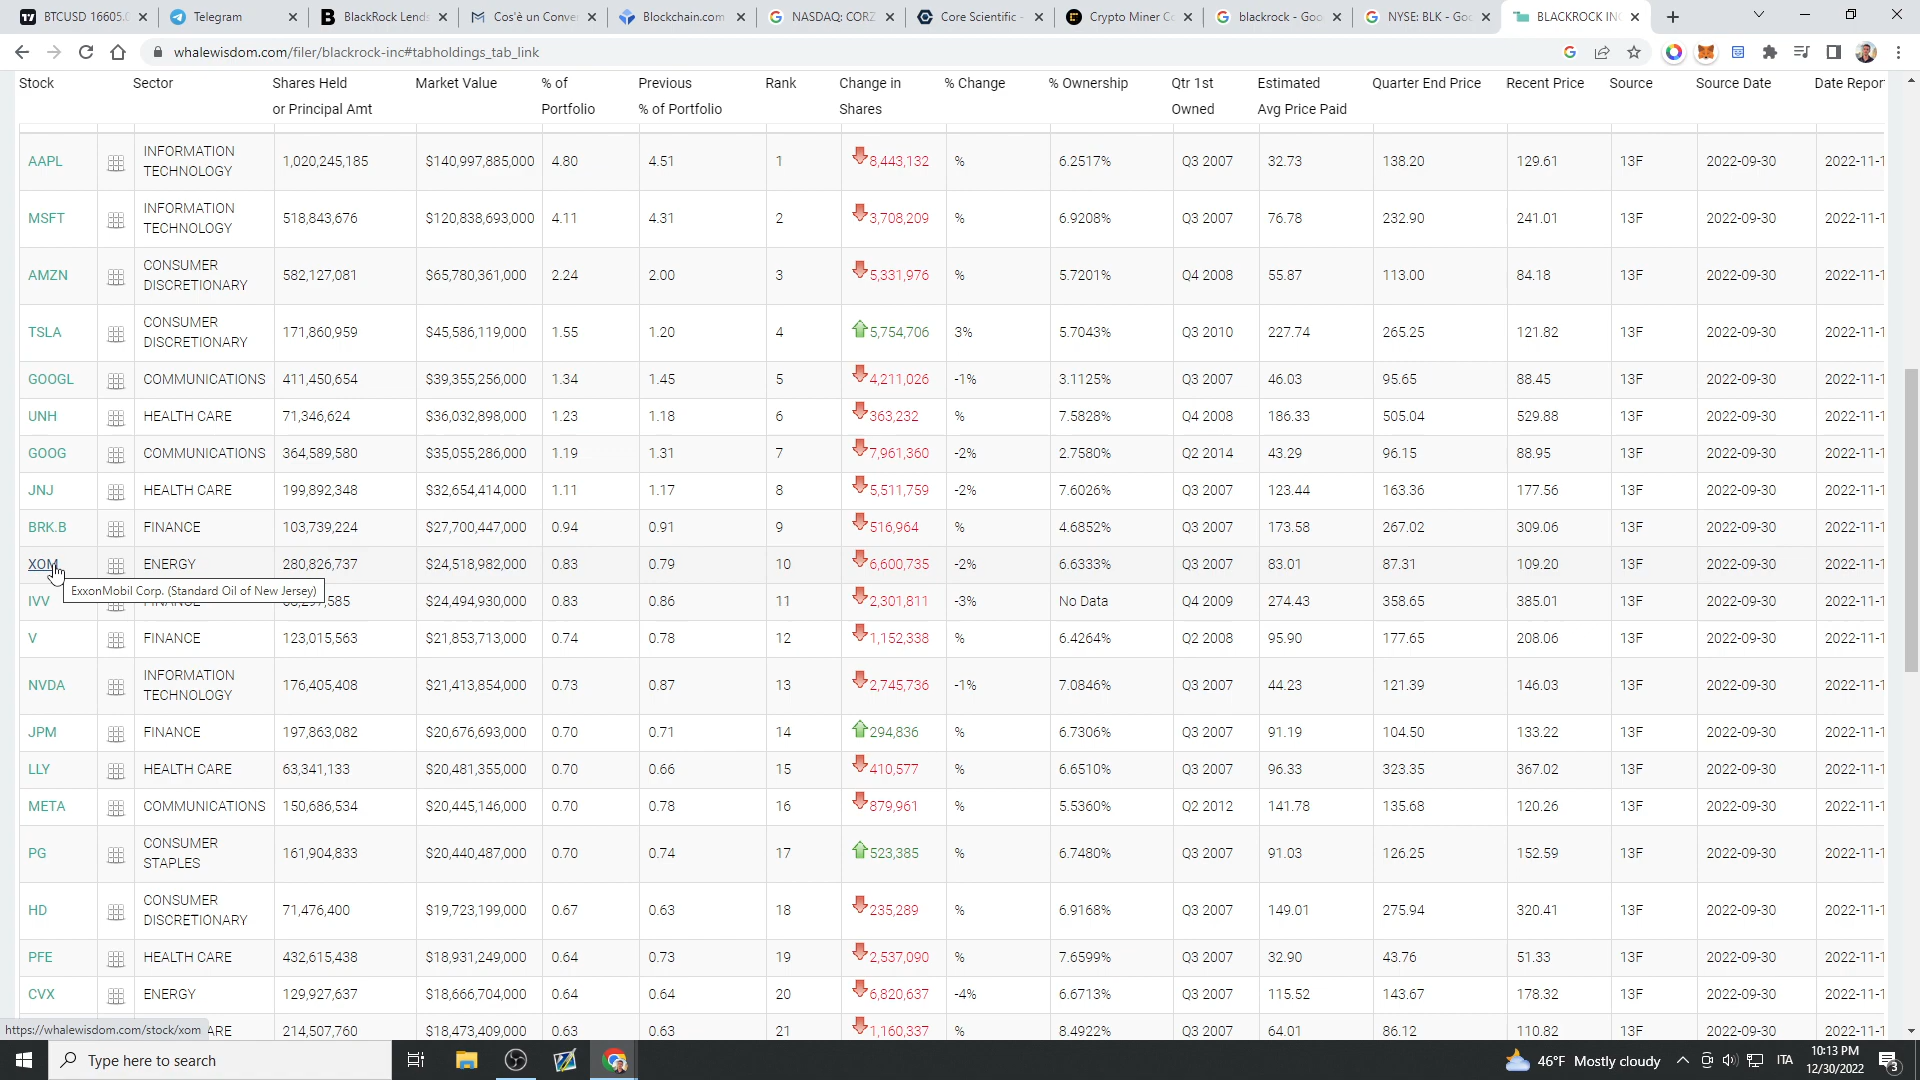 BTCUSD 16605.0
Telegram
BlackRock Lends
Cos'è un Conver
Blockchain.com
NASDAQ: CORZ
Core Scientific -
Crypto Miner Co
blackrock - Goo
NYSE: BLK - Goo
BLACKROCK INC
whalewisdom.com/filer/blackrock-inc#tabholdings_tab_link
Stock Sector Shares Held or Principal Amt Market Value % of Portfolio Previous % of Portfolio Rank Change in Shares % Change % Ownership Qtr 1st Owned Estimated Avg Price Paid Quarter End Price Recent Price Source Source Date Date Repor
AAPL INFORMATION TECHNOLOGY 1,020,245,185 $140,997,885,000 4.80 4.51 1 8,443,132 % 6.2517% Q3 2007 32.73 138.20 129.61 13F 2022-09-30 2022-11-1
MSFT INFORMATION TECHNOLOGY 518,843,676 $120,838,693,000 4.11 4.31 2 3,708,209 % 6.9208% Q3 2007 76.78 232.90 241.01 13F 2022-09-30 2022-11-1
AMZN CONSUMER DISCRETIONARY 582,127,081 $65,780,361,000 2.24 2.00 3 5,331,976 % 5.7201% Q4 2008 55.87 113.00 84.18 13F 2022-09-30 2022-11-1
TSLA CONSUMER DISCRETIONARY 171,860,959 $45,586,119,000 1.55 1.20 4 5,754,706 3% 5.7043% Q3 2010 227.74 265.25 121.82 13F 2022-09-30 2022-11-1
GOOGL COMMUNICATIONS 411,450,654 $39,355,256,000 1.34 1.45 5 4,211,026 -1% 3.1125% Q3 2007 46.03 95.65 88.45 13F 2022-09-30 2022-11-1
UNH HEALTH CARE 71,346,624 $36,032,898,000 1.23 1.18 6 363,232 % 7.5828% Q4 2008 186.33 505.04 529.88 13F 2022-09-30 2022-11-1
GOOG COMMUNICATIONS 364,589,580 $35,055,286,000 1.19 1.31 7 7,961,360 -2% 2.7580% Q2 2014 43.29 96.15 88.95 13F 2022-09-30 2022-11-1
JNJ HEALTH CARE 199,892,348 $32,654,414,000 1.11 1.17 8 5,511,759 -2% 7.6026% Q3 2007 123.44 163.36 177.56 13F 2022-09-30 2022-11-1
BRK.B FINANCE 103,739,224 $27,700,447,000 0.94 0.91 9 516,964 % 4.6852% Q3 2007 173.58 267.02 309.06 13F 2022-09-30 2022-11-1
XOM ENERGY 280,826,737 $24,518,982,000 0.83 0.79 10 6,600,735 -2% 6.6333% Q3 2007 83.01 87.31 109.20 13F 2022-09-30 2022-11-1
ExxonMobil Corp. (Standard Oil of New Jersey)
IVV $24,494,930,000 0.83 0.86 11 2,301,811 -3% No Data Q4 2009 274.43 358.65 385.01 13F 2022-09-30 2022-11-1
V FINANCE 123,015,563 $21,853,713,000 0.74 0.78 12 1,152,338 % 6.4264% Q2 2008 95.90 177.65 208.06 13F 2022-09-30 2022-11-1
NVDA INFORMATION TECHNOLOGY 176,405,408 $21,413,854,000 0.73 0.87 13 2,745,736 -1% 7.0846% Q3 2007 44.23 121.39 146.03 13F 2022-09-30 2022-11-1
JPM FINANCE 197,863,082 $20,676,693,000 0.70 0.71 14 294,836 % 6.7306% Q3 2007 91.19 104.50 133.22 13F 2022-09-30 2022-11-1
LLY HEALTH CARE 63,341,133 $20,481,355,000 0.70 0.66 15 410,577 % 6.6510% Q3 2007 96.33 323.35 367.02 13F 2022-09-30 2022-11-1
META COMMUNICATIONS 150,686,534 $20,445,146,000 0.70 0.78 16 879,961 % 5.5360% Q2 2012 141.78 135.68 120.26 13F 2022-09-30 2022-11-1
PG CONSUMER STAPLES 161,904,833 $20,440,487,000 0.70 0.74 17 523,385 % 6.7480% Q3 2007 91.03 126.25 152.59 13F 2022-09-30 2022-11-1
HD CONSUMER DISCRETIONARY 71,476,400 $19,723,199,000 0.67 0.63 18 235,289 % 6.9168% Q3 2007 149.01 275.94 320.41 13F 2022-09-30 2022-11-1
PFE HEALTH CARE 432,615,438 $18,931,249,000 0.64 0.73 19 2,537,090 % 7.6599% Q3 2007 32.90 43.76 51.33 13F 2022-09-30 2022-11-1
CVX ENERGY 129,927,637 $18,666,704,000 0.64 0.64 20 6,820,637 -4% 6.6713% Q3 2007 115.52 143.67 178.32 13F 2022-09-30 2022-11-1
ARE 214,507,760 $18,473,409,000 0.63 0.63 21 1,160,337 % 8.4922% Q3 2007 64.01 86.12 110.82 13F 2022-09-30 2022-11-1
https://whalewisdom.com/stock/xom
Type here to search
46°F Mostly cloudy
ITA
10:13 PM
12/30/2022
3